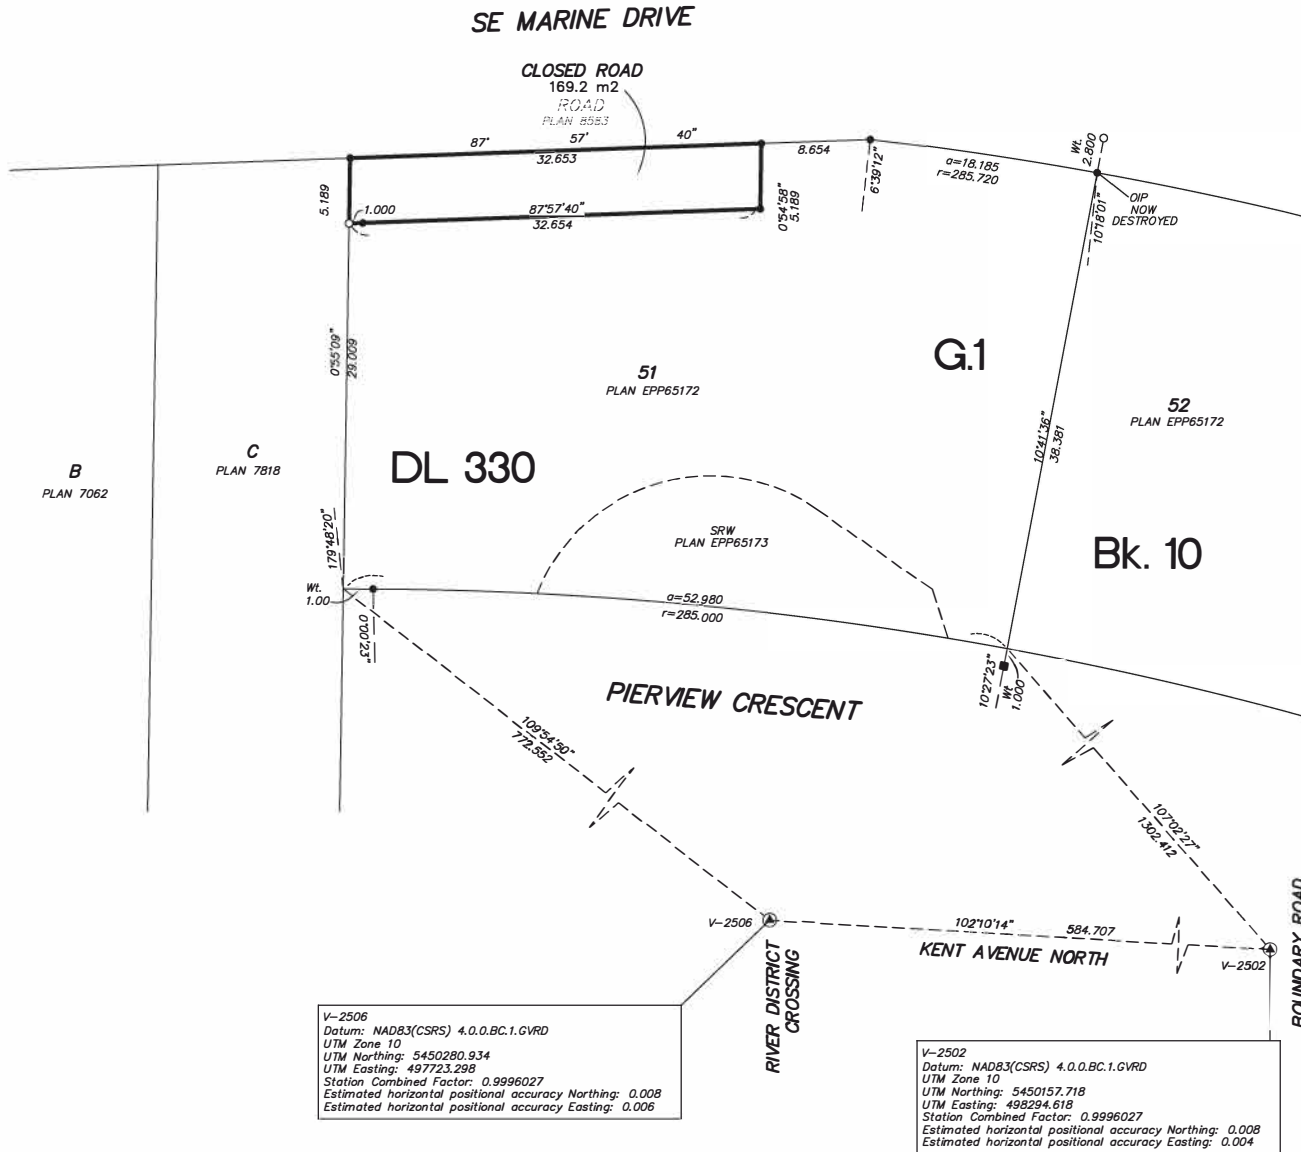 SE MARINE DRIVE
CLOSED ROAD
169.2 m2
ROAD
PLAN 8583
87° 57' 40"
32.653
8.654
a=18.185
r=285.720
Wt.
2.800
OIP
NOW
DESTROYED
5.189
1.000
87°57'40"
32.654
0°54'58"
5.189
6°39'12"
10°18'01"
0°55'09"
29.009
51
PLAN EPP65172
G.1
52
PLAN EPP65172
10°41'36"
38.381
B
PLAN 7062
C
PLAN 7818
DL 330
SRW
PLAN EPP65173
Bk. 10
179°48'20"
Wt.
1.00
0°00'23"
a=52.980
r=285.000
10°27'23"
Wt
1.000
PIERVIEW CRESCENT
109°54'50"
772.552
107°02'27"
1302.412
V-2506
102°10'14" 584.707
KENT AVENUE NORTH
V-2502
RIVER DISTRICT
CROSSING
BOUNDARY ROAD
V-2506
Datum: NAD83(CSRS) 4.0.0.BC.1.GVRD
UTM Zone 10
UTM Northing: 5450280.934
UTM Easting: 497723.298
Station Combined Factor: 0.9996027
Estimated horizontal positional accuracy Northing: 0.008
Estimated horizontal positional accuracy Easting: 0.006
V-2502
Datum: NAD83(CSRS) 4.0.0.BC.1.GVRD
UTM Zone 10
UTM Northing: 5450157.718
UTM Easting: 498294.618
Station Combined Factor: 0.9996027
Estimated horizontal positional accuracy Northing: 0.008
Estimated horizontal positional accuracy Easting: 0.004